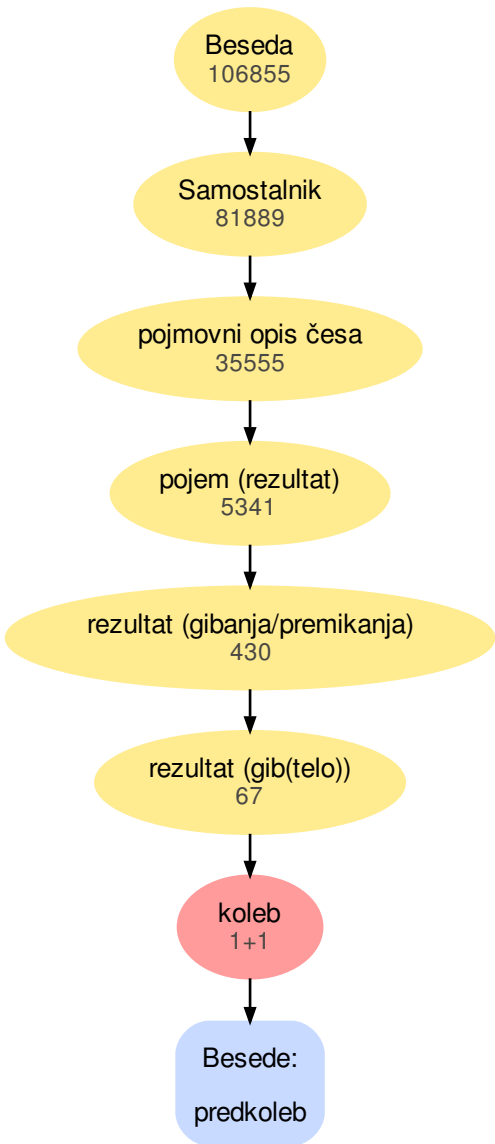 Beseda
106855
Samostalnik
81889
pojmovni opis česa
35555
pojem (rezultat)
5341
rezultat (gibanja/premikanja)
430
rezultat (gib(telo))
67
koleb
1+1
Besede:
predkoleb